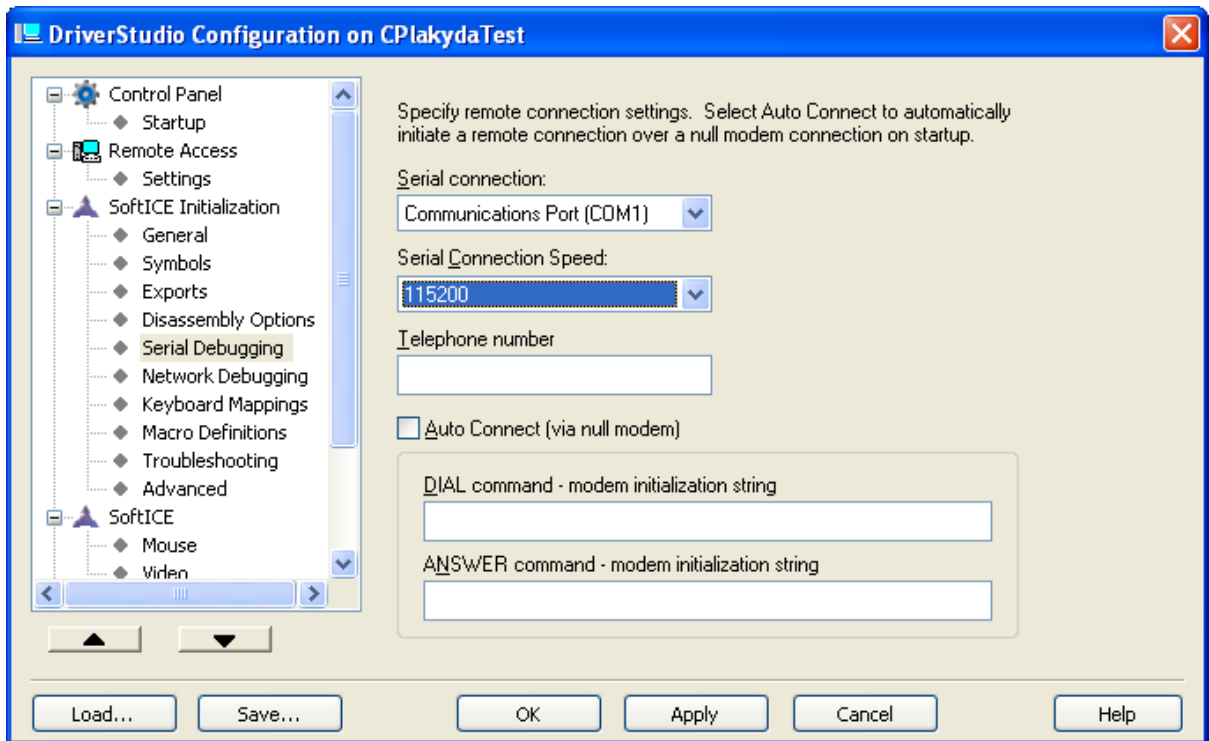 DriverStudio Configuration on CPlakydaTest
Control Panel
Startup
Remote Access
Settings
SoftICE Initialization
General
Symbols
Exports
Disassembly Options
Serial Debugging
Network Debugging
Keyboard Mappings
Macro Definitions
Troubleshooting
Advanced
SoftICE
Mouse
Video
Specify remote connection settings.  Select Auto Connect to automatically
initiate a remote connection over a null modem connection on startup.
Serial connection:
Communications Port (COM1)
Serial Connection Speed:
115200
Telephone number
Auto Connect (via null modem)
DIAL command - modem initialization string
ANSWER command - modem initialization string
Load...
Save...
OK
Apply
Cancel
Help